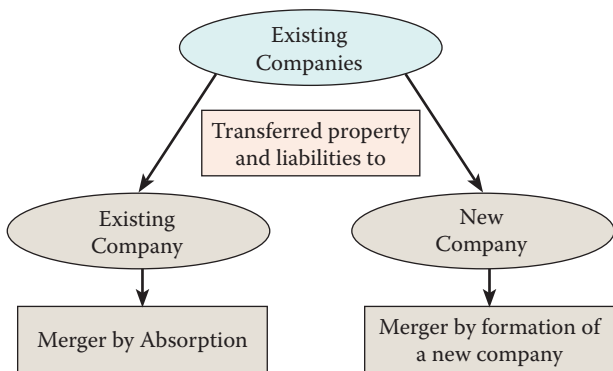 Existing
Companies
Transferred property
and liabilities to
Existing
Company
New
Company
Merger by Absorption
Merger by formation of
a new company